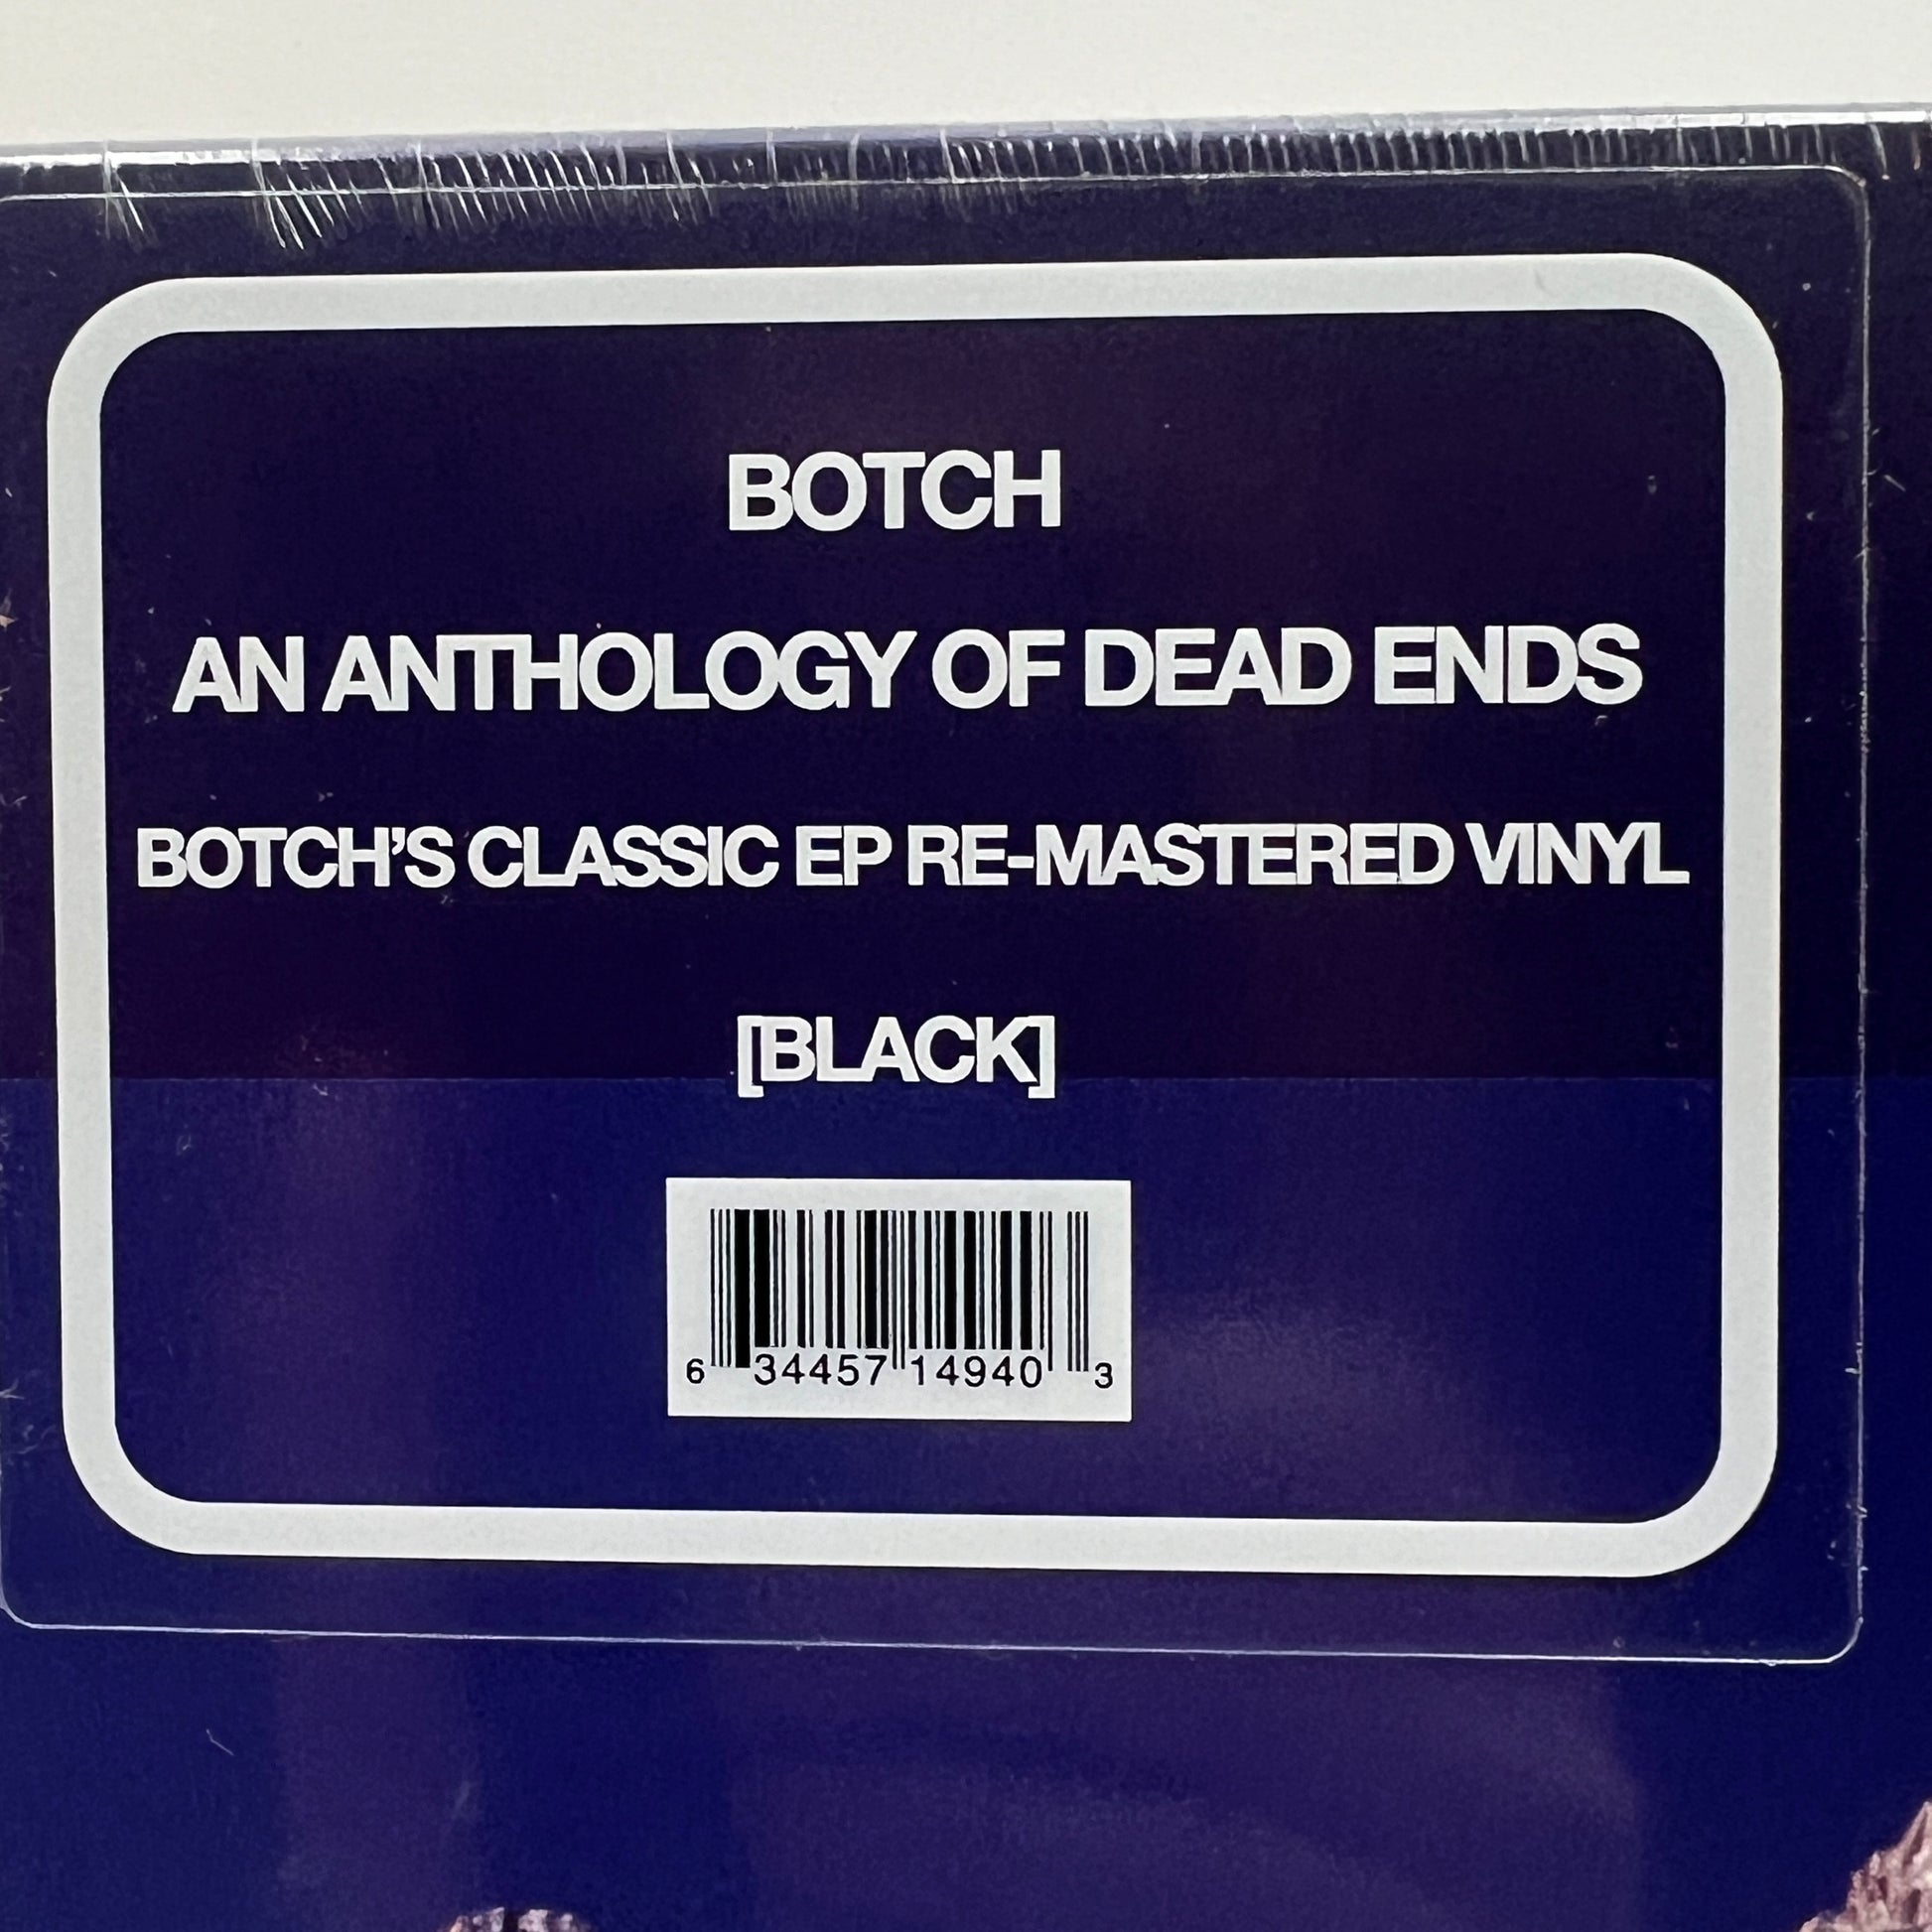 BOTCH
AN ANTHOLOGY OF DEAD ENDS
BOTCH'S CLASSIC EP RE-MASTERED VINYL
[BLACK]
6 34457 14940 3